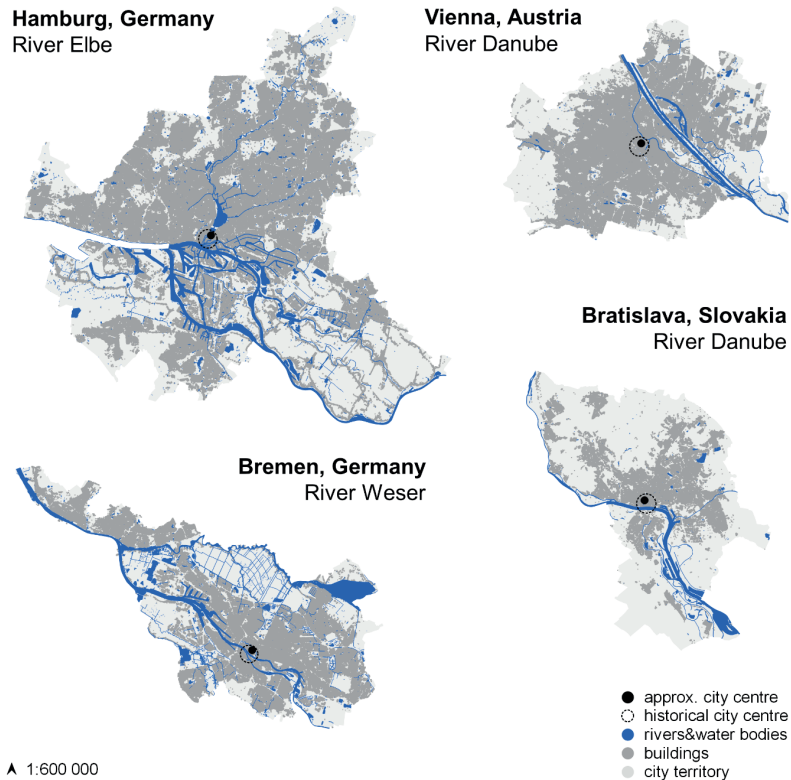 Hamburg, Germany
River Elbe
Vienna, Austria
River Danube
Bratislava, Slovakia
River Danube
Bremen, Germany
River Weser
approx. city centre
historical city centre
rivers&water bodies
buildings
city territory
1:600 000